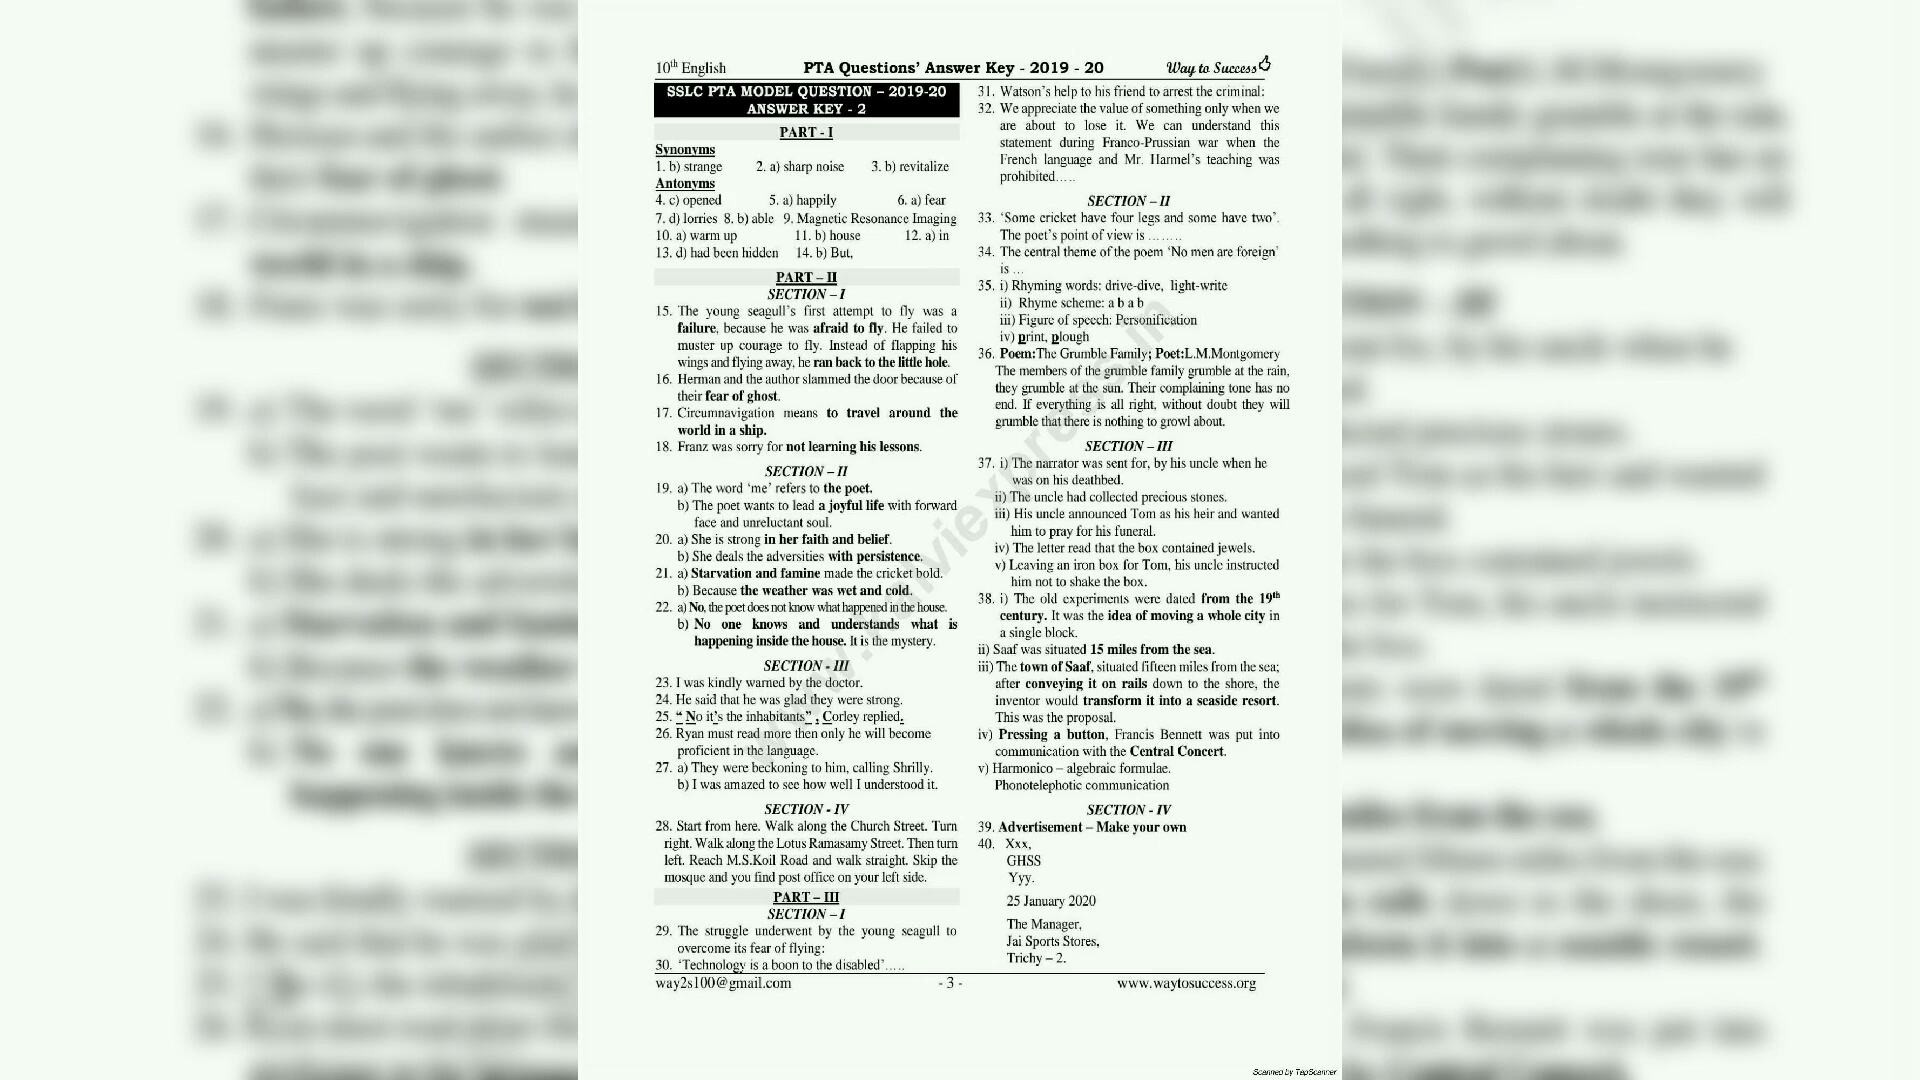 10th English PTA Questions' Answer Key - 2019 - 20 Way to Success
SSLC PTA MODEL QUESTION – 2019-20
ANSWER KEY - 2
PART - I
Synonyms
1. b) strange 2. a) sharp noise 3. b) revitalize
Antonyms
4. c) opened 5. a) happily 6. a) fear
7. d) lorries 8. b) able 9. Magnetic Resonance Imaging
10. a) warm up 11. b) house 12. a) in
13. d) had been hidden 14. b) But,
PART – II
SECTION – I
15. The young seagull's first attempt to fly was a
failure, because he was afraid to fly. He failed to
muster up courage to fly. Instead of flapping his
wings and flying away, he ran back to the little hole.
16. Herman and the author slammed the door because of
their fear of ghost.
17. Circumnavigation means to travel around the
world in a ship.
18. Franz was sorry for not learning his lessons.
SECTION – II
19. a) The word 'me' refers to the poet.
b) The poet wants to lead a joyful life with forward
face and unreluctant soul.
20. a) She is strong in her faith and belief.
b) She deals the adversities with persistence.
21. a) Starvation and famine made the cricket bold.
b) Because the weather was wet and cold.
22. a) No, the poet does not know what happened in the house.
b) No one knows and understands what is
happening inside the house. It is the mystery.
SECTION - III
23. I was kindly warned by the doctor.
24. He said that he was glad they were strong.
25. " No it's the inhabitants" , Corley replied.
26. Ryan must read more then only he will become
proficient in the language.
27. a) They were beckoning to him, calling Shrilly.
b) I was amazed to see how well I understood it.
SECTION - IV
28. Start from here. Walk along the Church Street. Turn
right. Walk along the Lotus Ramasamy Street. Then turn
left. Reach M.S.Koil Road and walk straight. Skip the
mosque and you find post office on your left side.
PART – III
SECTION – I
29. The struggle underwent by the young seagull to
overcome its fear of flying:
30. 'Technology is a boon to the disabled'.....
31. Watson's help to his friend to arrest the criminal:
32. We appreciate the value of something only when we
are about to lose it. We can understand this
statement during Franco-Prussian war when the
French language and Mr. Harmel's teaching was
prohibited.....
SECTION – II
33. 'Some cricket have four legs and some have two'.
The poet's point of view is ........
34. The central theme of the poem 'No men are foreign'
is ...
35. i) Rhyming words: drive-dive, light-write
ii) Rhyme scheme: a b a b
iii) Figure of speech: Personification
iv) print, plough
36. Poem:The Grumble Family; Poet:L.M.Montgomery
The members of the grumble family grumble at the rain,
they grumble at the sun. Their complaining tone has no
end. If everything is all right, without doubt they will
grumble that there is nothing to growl about.
SECTION – III
37. i) The narrator was sent for, by his uncle when he
was on his deathbed.
ii) The uncle had collected precious stones.
iii) His uncle announced Tom as his heir and wanted
him to pray for his funeral.
iv) The letter read that the box contained jewels.
v) Leaving an iron box for Tom, his uncle instructed
him not to shake the box.
38. i) The old experiments were dated from the 19th
century. It was the idea of moving a whole city in
a single block.
ii) Saaf was situated 15 miles from the sea.
iii) The town of Saaf, situated fifteen miles from the sea;
after conveying it on rails down to the shore, the
inventor would transform it into a seaside resort.
This was the proposal.
iv) Pressing a button, Francis Bennett was put into
communication with the Central Concert.
v) Harmonico – algebraic formulae.
Phonotelephotic communication
SECTION - IV
39. Advertisement – Make your own
40. Xxx,
GHSS
Yyy.
25 January 2020
The Manager,
Jai Sports Stores,
Trichy – 2.
way2s100@gmail.com - 3 - www.waytosuccess.org
www.kalviexpress.in
Scanned by TapScanner